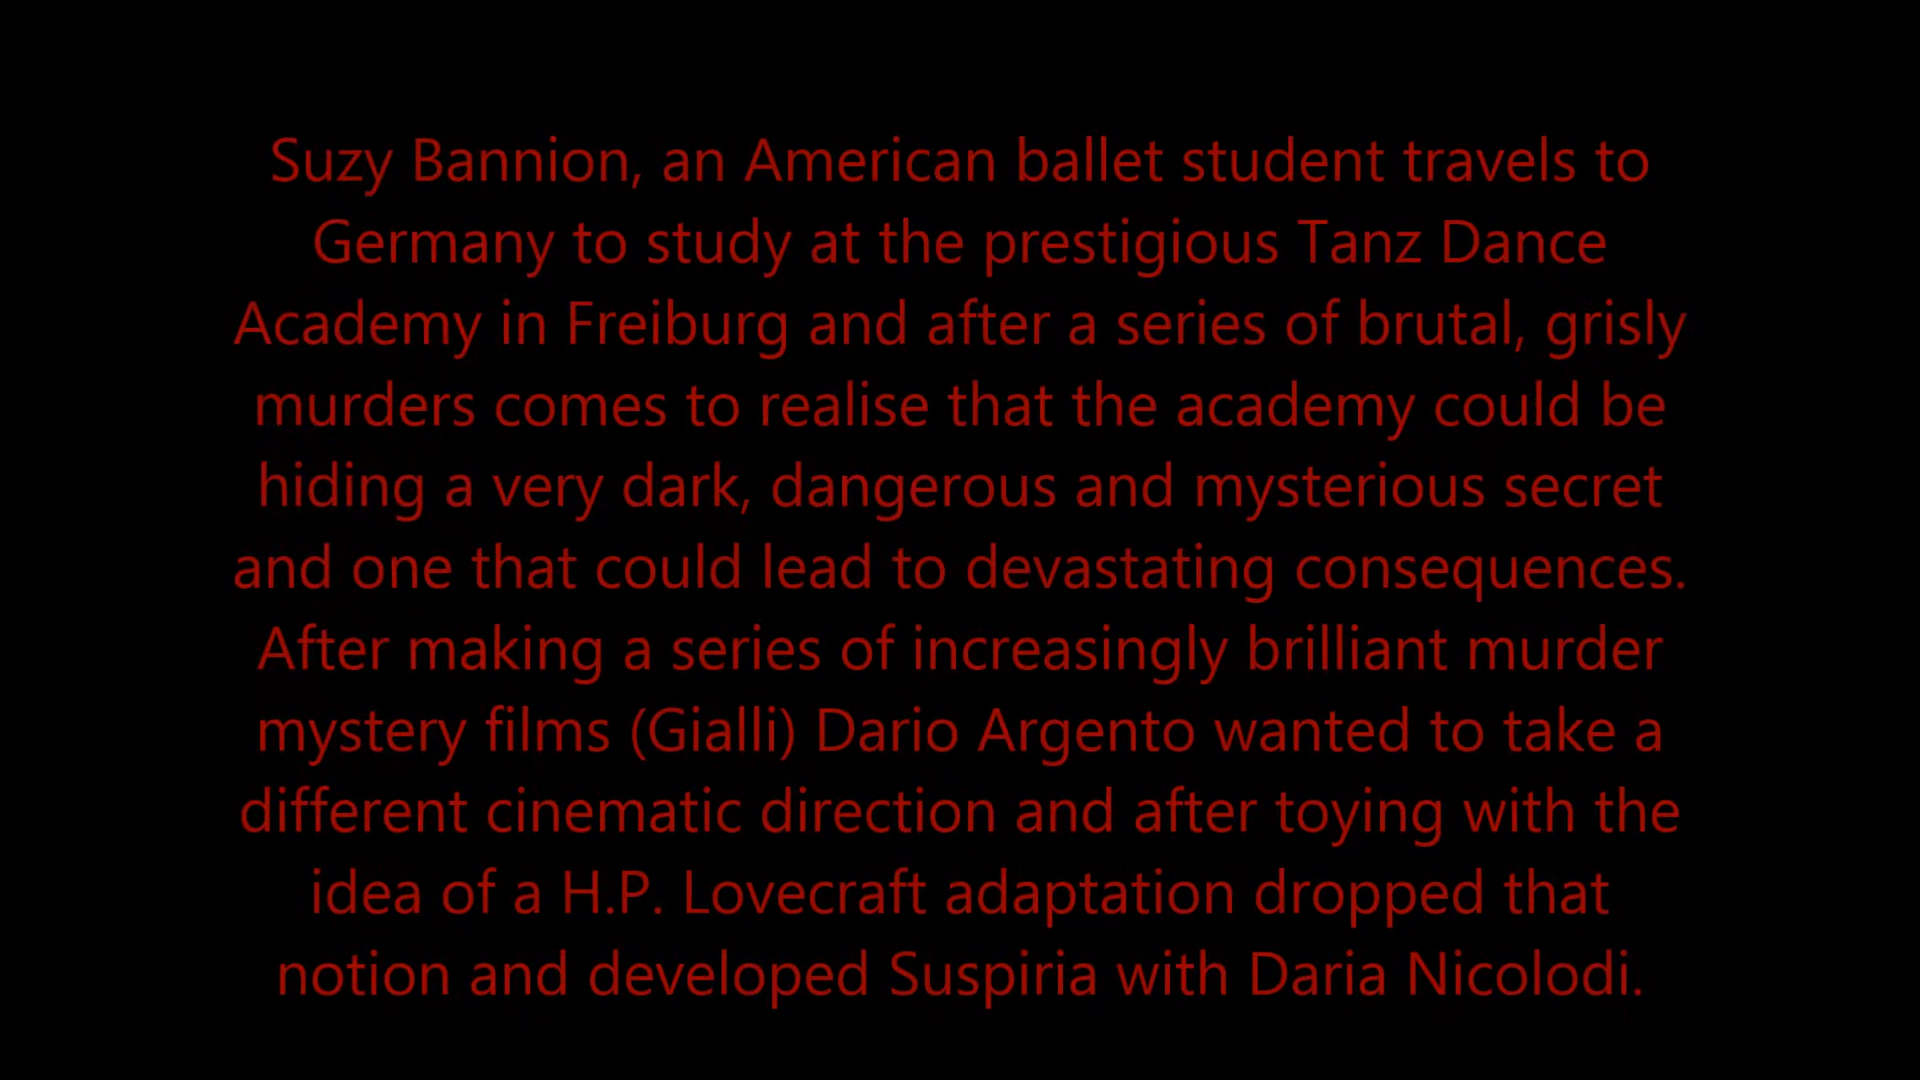 Suzy Bannion, an American ballet student travels to
Germany to study at the prestigious Tanz Dance
Academy in Freiburg and after a series of brutal, grisly
murders comes to realise that the academy could be
hiding a very dark, dangerous and mysterious secret
and one that could lead to devastating consequences.
After making a series of increasingly brilliant murder
mystery films (Gialli) Dario Argento wanted to take a
different cinematic direction and after toying with the
idea of a H.P. Lovecraft adaptation dropped that
notion and developed Suspiria with Daria Nicolodi.